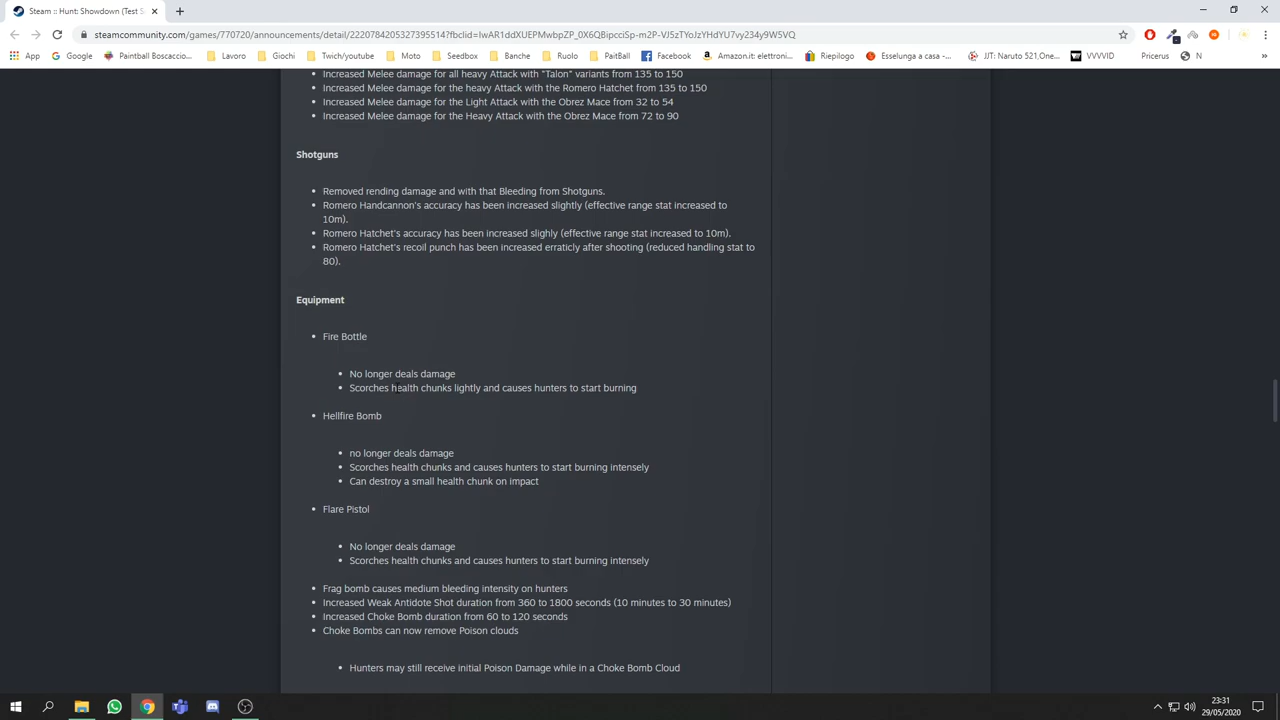 Steam :: Hunt: Showdown (Test S
steamcommunity.com/games/770720/announcements/detail/2220784205327395514?fbclid=IwAR1ddXUEPMwbpZP_0X6QBipcciSp-m2P-VJ5zTYoJzYHdYU7vy234y9W5VQ
App Google Paintball Boscaccio... Lavoro Giochi Twich/youtube Moto Seedbox Banche Ruolo PaitBall Facebook Amazon.it: elettroni... Riepilogo Esselunga a casa -... JJT: Naruto 521,One... VVVVID Pricerus N »
Increased Melee damage for all heavy Attack with "Talon" variants from 135 to 150
Increased Melee damage for the heavy Attack with the Romero Hatchet from 135 to 150
Increased Melee damage for the Light Attack with the Obrez Mace from 32 to 54
Increased Melee damage for the Heavy Attack with the Obrez Mace from 72 to 90
Shotguns
Removed rending damage and with that Bleeding from Shotguns.
Romero Handcannon's accuracy has been increased slightly (effective range stat increased to
10m).
Romero Hatchet's accuracy has been increased slighly (effective range stat increased to 10m).
Romero Hatchet's recoil punch has been increased erraticly after shooting (reduced handling stat to
80).
Equipment
Fire Bottle
No longer deals damage
Scorches health chunks lightly and causes hunters to start burning
Hellfire Bomb
no longer deals damage
Scorches health chunks and causes hunters to start burning intensely
Can destroy a small health chunk on impact
Flare Pistol
No longer deals damage
Scorches health chunks and causes hunters to start burning intensely
Frag bomb causes medium bleeding intensity on hunters
Increased Weak Antidote Shot duration from 360 to 1800 seconds (10 minutes to 30 minutes)
Increased Choke Bomb duration from 60 to 120 seconds
Choke Bombs can now remove Poison clouds
Hunters may still receive initial Poison Damage while in a Choke Bomb Cloud
23:31
29/05/2020